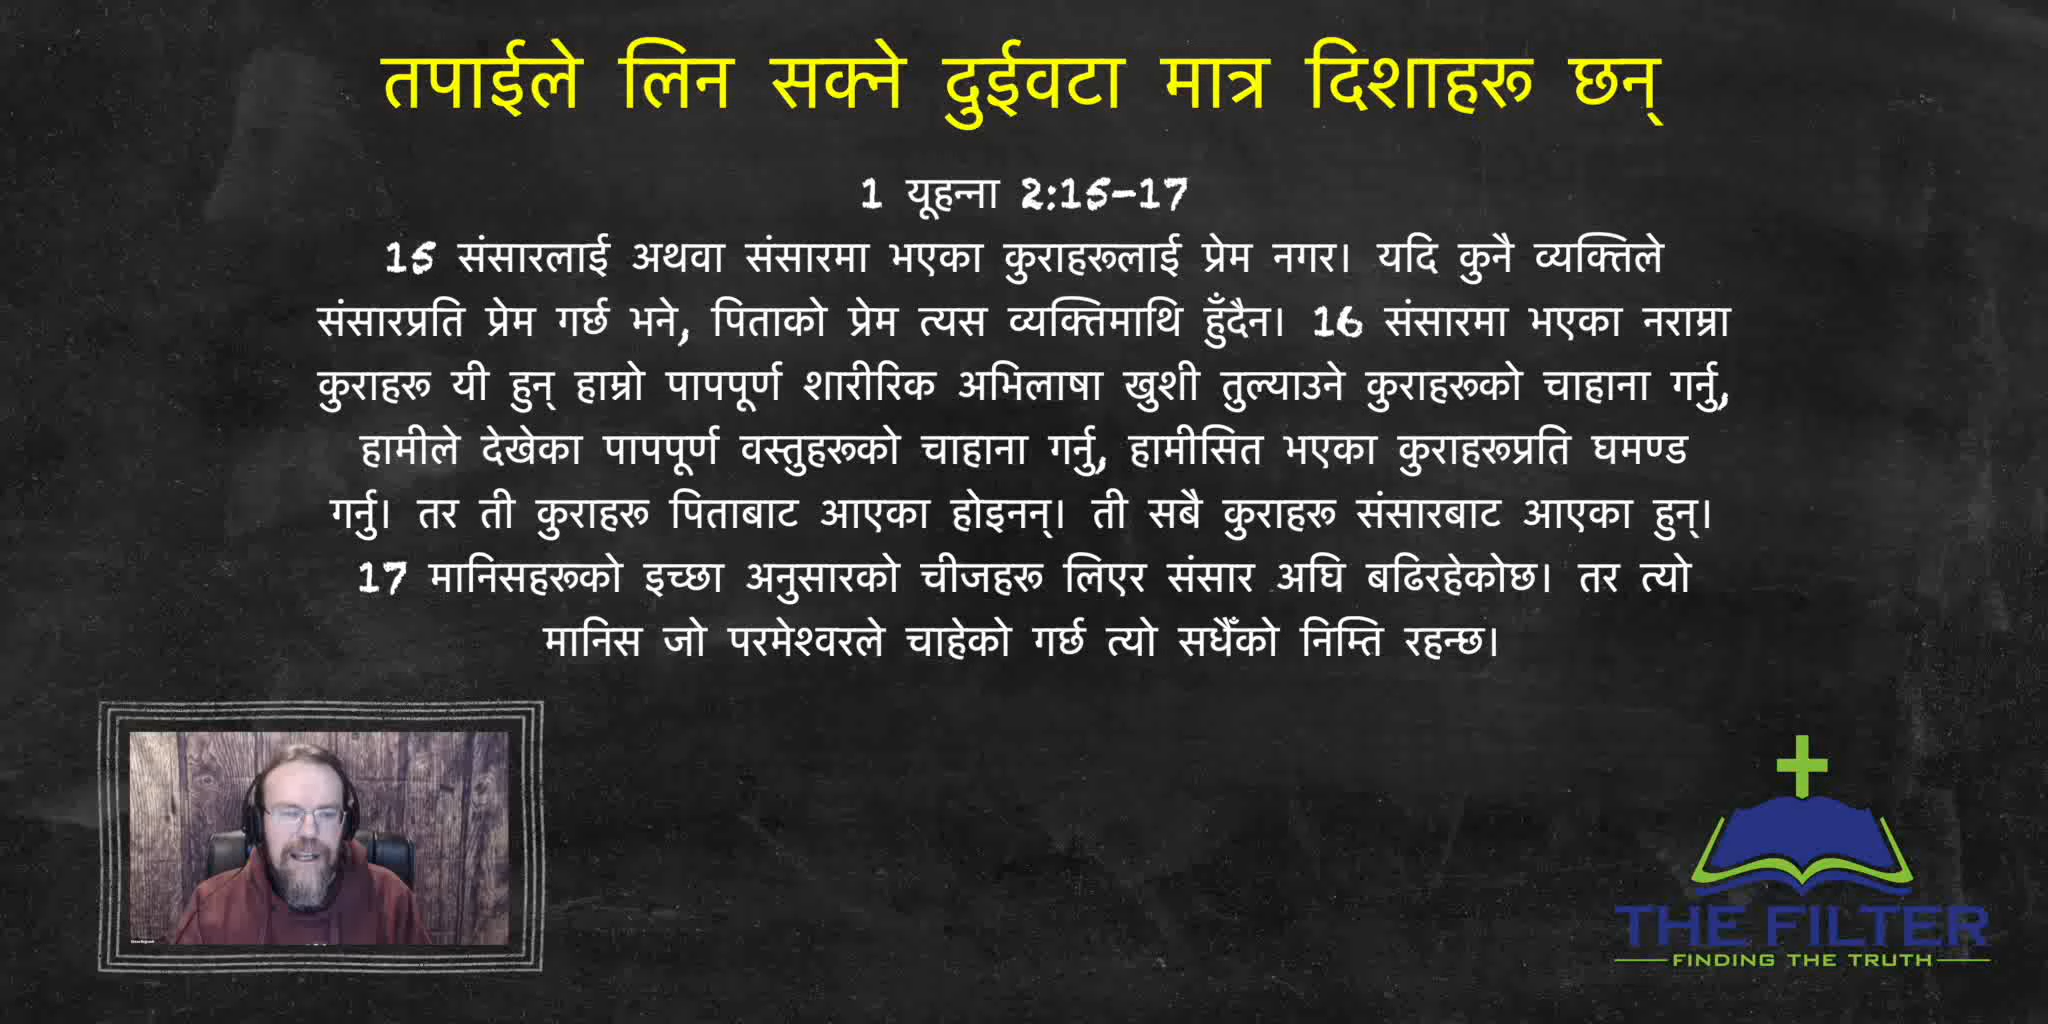 तपाईले लिन सक्ने दुईवटा मात्र दिशाहरू छन्
1 यूहन्ना 2:15-17
15 संसारलाई अथवा संसारमा भएका कुराहरूलाई प्रेम नगर। यदि कुनै व्यक्तिले
संसारप्रति प्रेम गर्छ भने, पिताको प्रेम त्यस व्यक्तिमाथि हुँदैन। 16 संसारमा भएका नराम्रा
कुराहरू यी हुन् हाम्रो पापपूर्ण शारीरिक अभिलाषा खुशी तुल्याउने कुराहरूको चाहाना गर्नु,
हामीले देखेका पापपूर्ण वस्तुहरूको चाहाना गर्नु, हामीसित भएका कुराहरूप्रति घमण्ड
गर्नु। तर ती कुराहरू पिताबाट आएका होइनन्। ती सबै कुराहरू संसारबाट आएका हुन्।
17 मानिसहरूको इच्छा अनुसारको चीजहरू लिएर संसार अघि बढिरहेकोछ। तर त्यो
मानिस जो परमेश्वरले चाहेको गर्छ त्यो सधैँको निम्ति रहन्छ।
THE FILTER
FINDING THE TRUTH